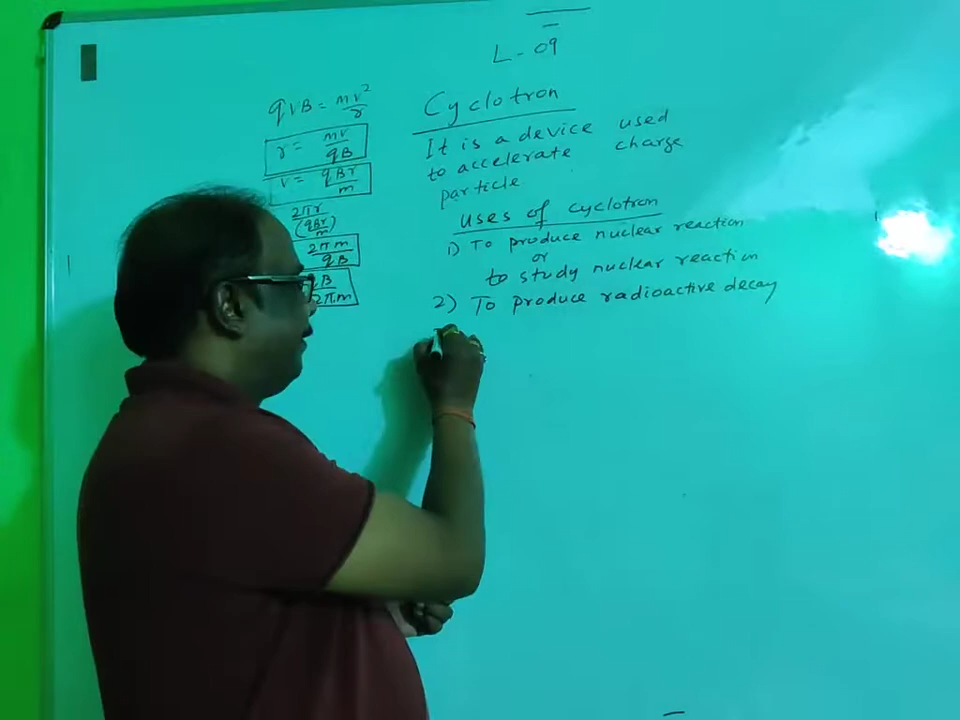 L - 09
qVB = mv²/r
r = mv/qB
v = qBr/m
2πr/(qBr/m)
2πm/qB
qB/2πm
Cyclotron
It is a device used
to accelerate charge
particle
uses of cyclotron
1) To produce nuclear reaction
or
to study nuclear reaction
2) To produce radioactive decay